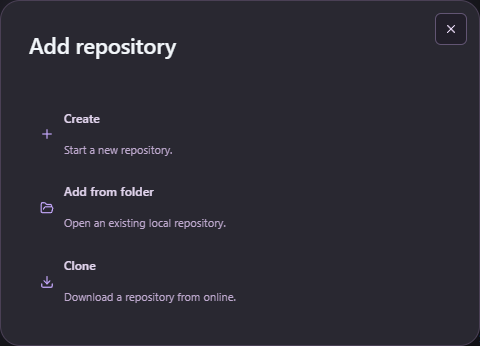 Add repository
Create
Start a new repository.
Add from folder
Open an existing local repository.
Clone
Download a repository from online.